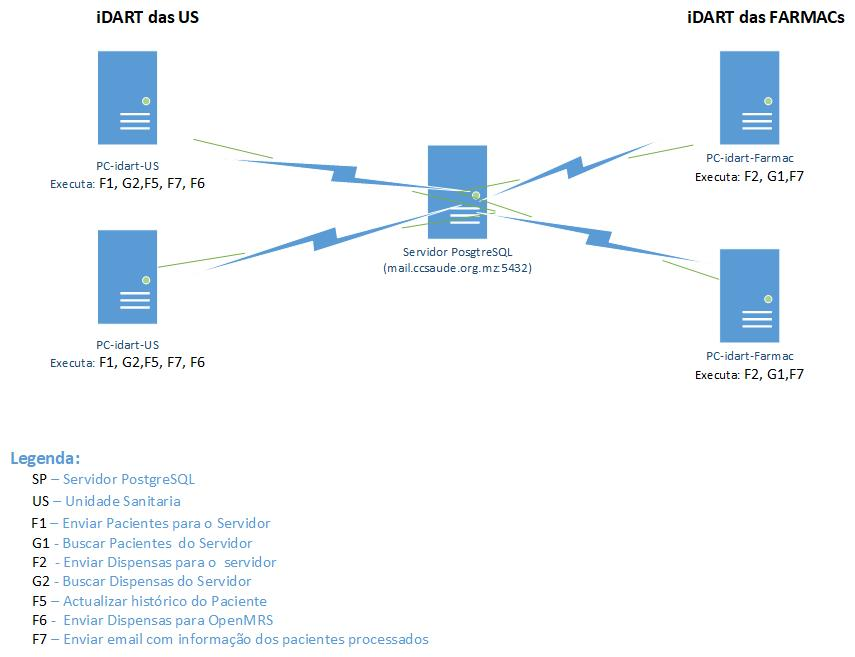 iDART das US
iDART das FARMACs
PC-idart-US
Executa: F1, G2,F5, F7, F6
PC-idart-Farmac
Executa: F2, G1,F7
Servidor PosgtreSQL
(mail.ccsaude.org.mz:5432)
PC-idart-US
Executa: F1, G2,F5, F7, F6
PC-idart-Farmac
Executa: F2, G1,F7
Legenda:
SP – Servidor PostgreSQL
US – Unidade Sanitaria
F1 – Enviar Pacientes para o Servidor
G1 - Buscar Pacientes do Servidor
F2 - Enviar Dispensas para o servidor
G2 - Buscar Dispensas do Servidor
F5 – Actualizar histórico do Paciente
F6 - Enviar Dispensas para OpenMRS
F7 – Enviar email com informação dos pacientes processados